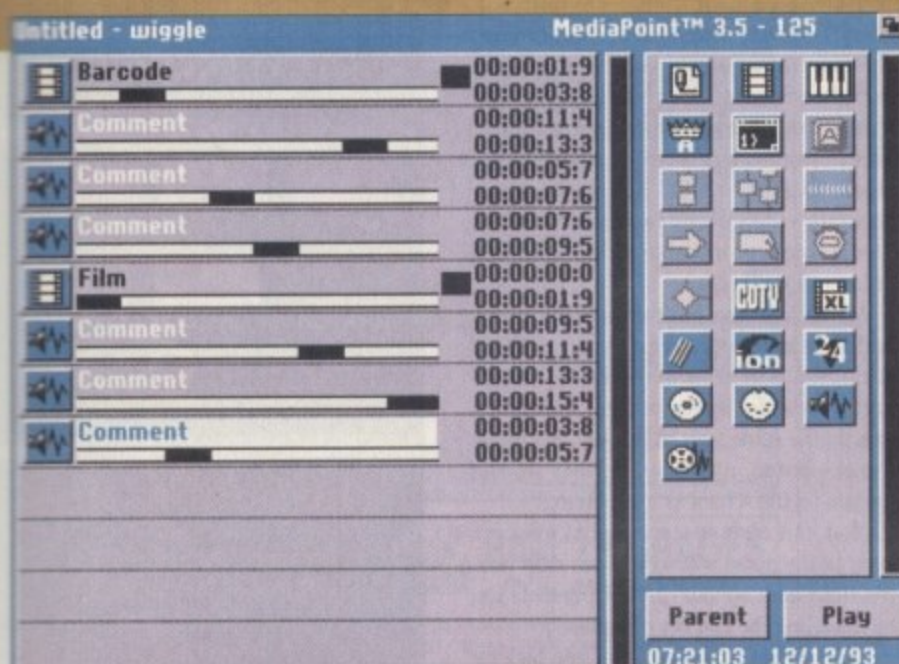 Untitled - wiggle
MediaPoint™ 3.5 - 125
Barcode
00:00:01:9
00:00:03:8
Comment
00:00:11:4
00:00:13:3
Comment
00:00:05:7
00:00:07:6
Comment
00:00:07:6
00:00:09:5
Film
00:00:00:0
00:00:01:9
Comment
00:00:09:5
00:00:11:4
Comment
00:00:13:3
00:00:15:4
Comment
00:00:03:8
00:00:05:7
A
1>
A
CDTV
XL
ion
24
Parent
Play
07:21:03 12/12/93